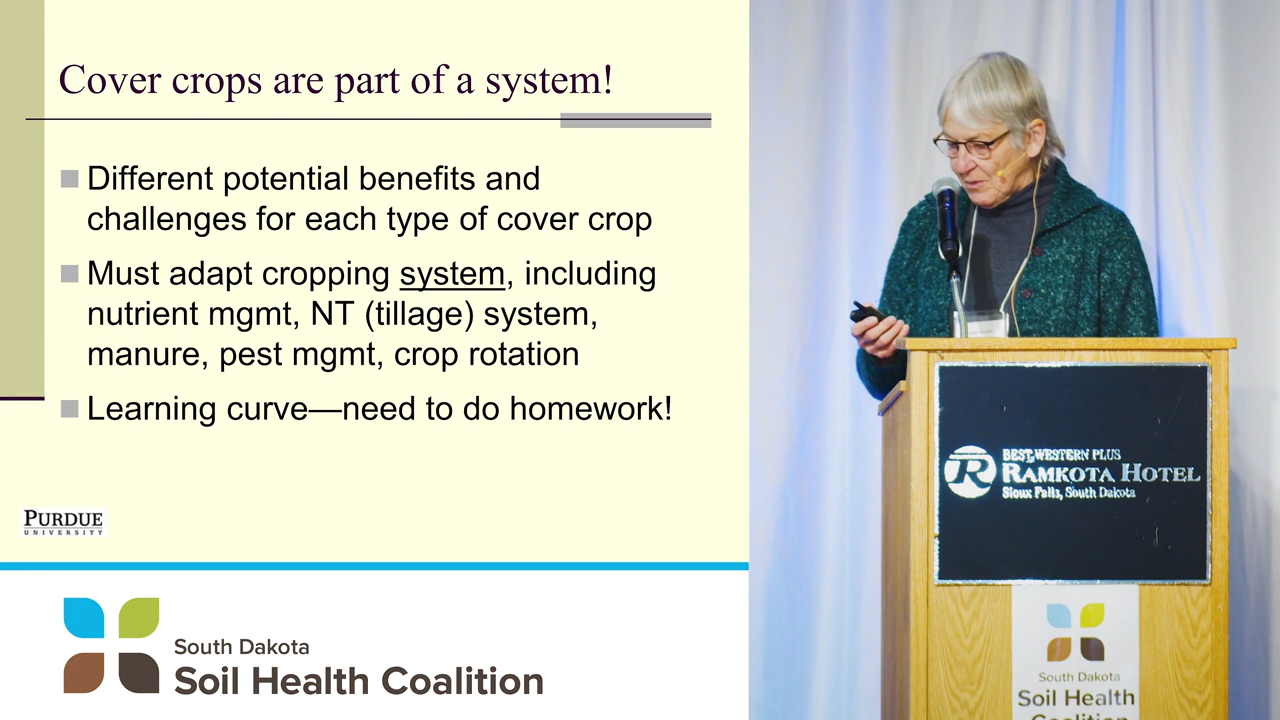 Cover crops are part of a system!
Different potential benefits and
challenges for each type of cover crop
Must adapt cropping system, including
nutrient mgmt, NT (tillage) system,
manure, pest mgmt, crop rotation
Learning curve—need to do homework!
PURDUE
UNIVERSITY
South Dakota
Soil Health Coalition
R
BEST WESTERN PLUS
RAMKOTA HOTEL
Sioux Falls, South Dakota
South Dakota
Soil Health
Coalition